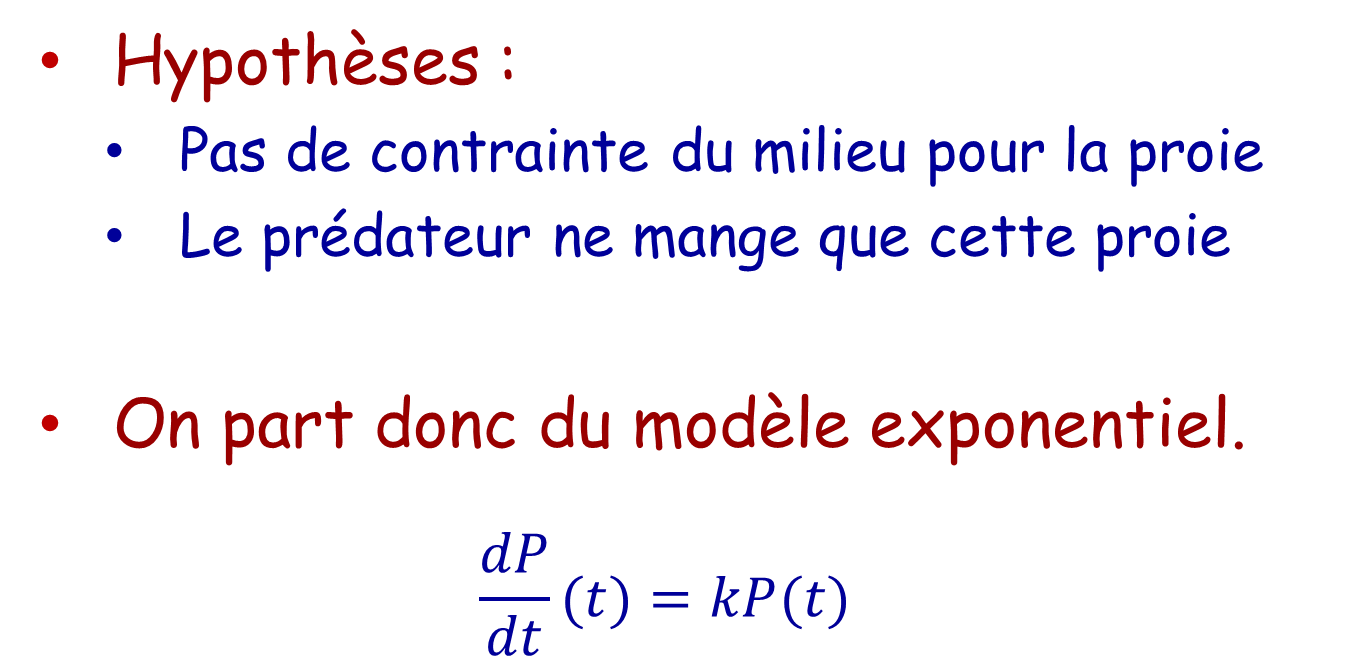 • Hypothèses :
• Pas de contrainte du milieu pour la proie
• Le prédateur ne mange que cette proie
• On part donc du modèle exponentiel.
dP/dt (t) = kP(t)